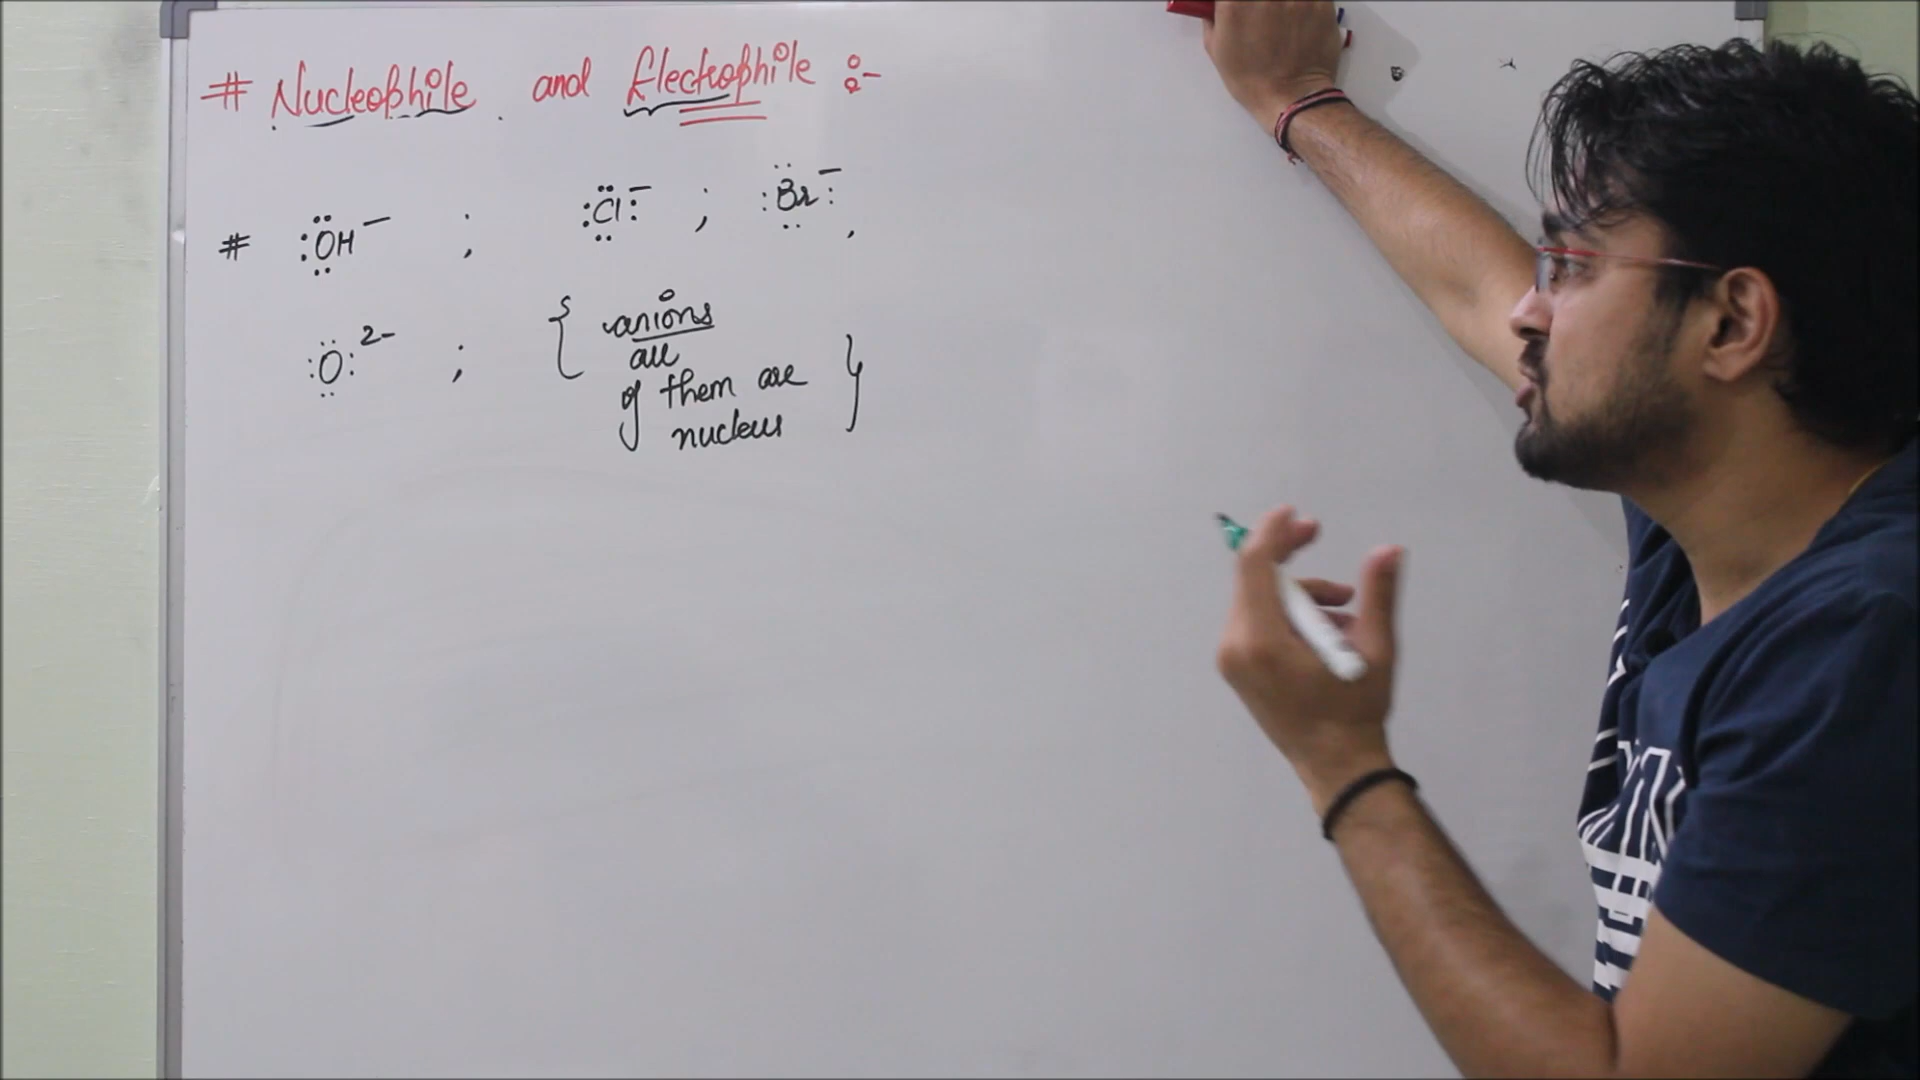 # Nucleophile and Electrophile :-
# :ÖH⁻ ; :Cl:⁻ ; :Br:⁻ ,
:O:²⁻ ; { anions
all
of them are }
nucleus